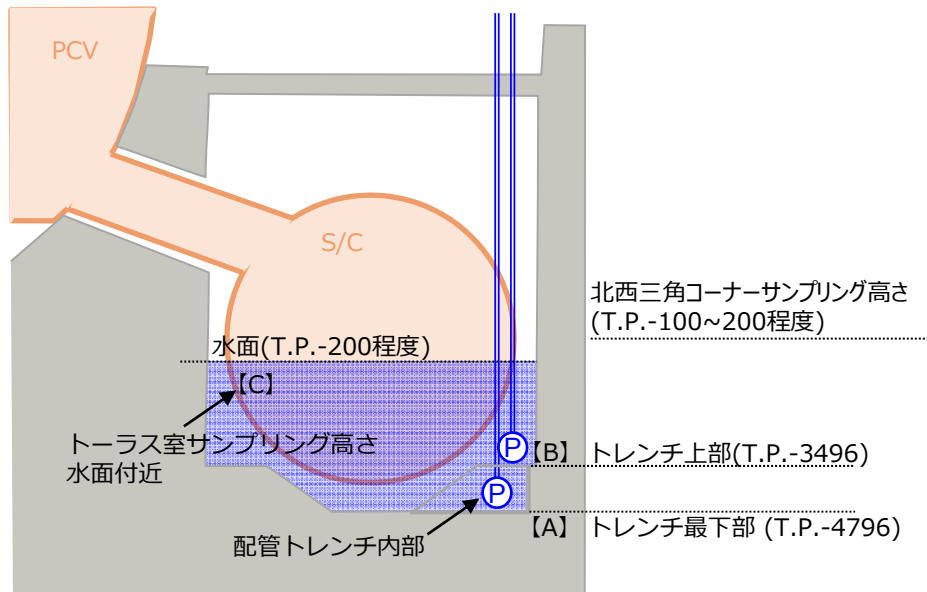 PCV
S/C
北西三角コーナーサンプリング高さ
(T.P.-100~200程度)
水面(T.P.-200程度)
【C】
トーラス室サンプリング高さ
水面付近
P
【B】 トレンチ上部(T.P.-3496)
P
【A】 トレンチ最下部 (T.P.-4796)
配管トレンチ内部